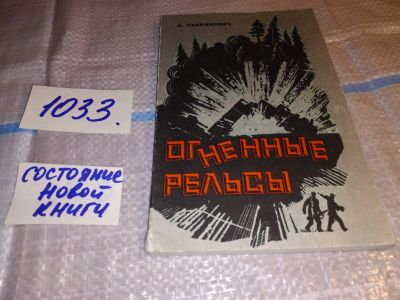 1033.
СОСТОЯНИЕ
НОВОЙ
КНИГИ
ОГНЕННЫЕ
РЕЛЬСЫ